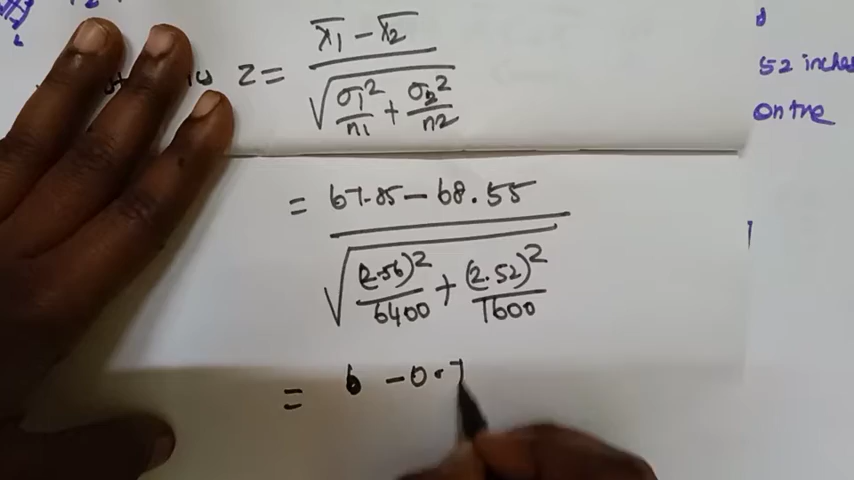 z = x̄1 - x̄2
√ σ1²/n1 + σ2²/n2
= 67.85 - 68.55
√ (2.56)²/6400 + (2.52)²/1600
= 6 -0.7
52 inches
on the